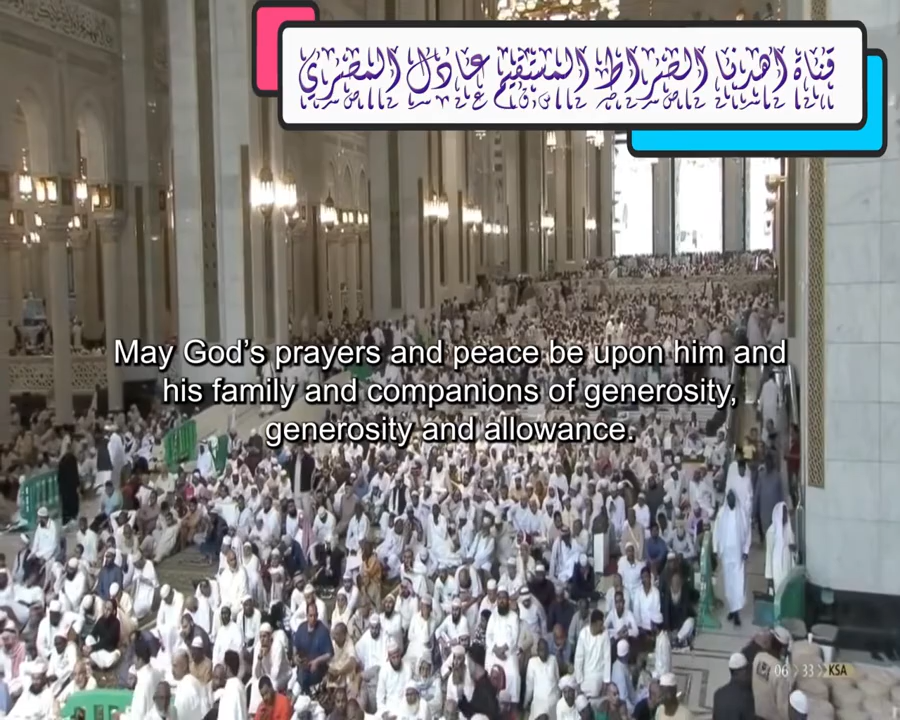 قناة اهدنا الصراط المستقيم عادل المصري
May God's prayers and peace be upon him and
his family and companions of generosity,
generosity and allowance.
06 33 KSA